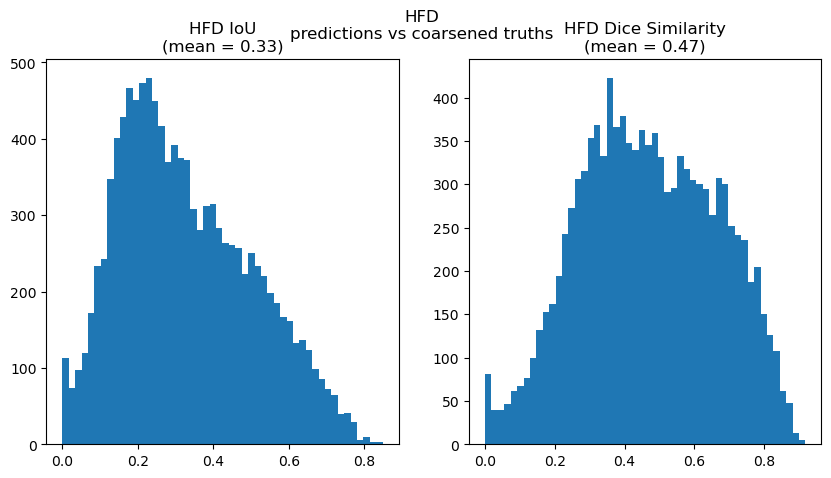 HFD
predictions vs coarsened truths
HFD IoU
(mean = 0.33)
500
400
300
200
100
0
0.0 0.2 0.4 0.6 0.8
HFD Dice Similarity
(mean = 0.47)
400
350
300
250
200
150
100
50
0
0.0 0.2 0.4 0.6 0.8